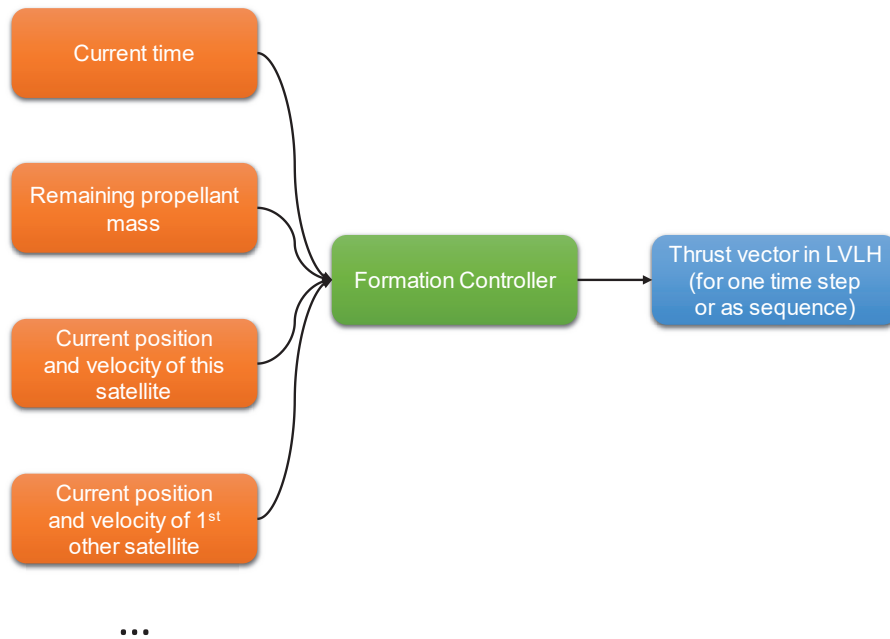 Current time
Remaining propellant
mass
Current position
and velocity of this
satellite
Current position
and velocity of 1st
other satellite
...
Formation Controller
Thrust vector in LVLH
(for one time step
or as sequence)